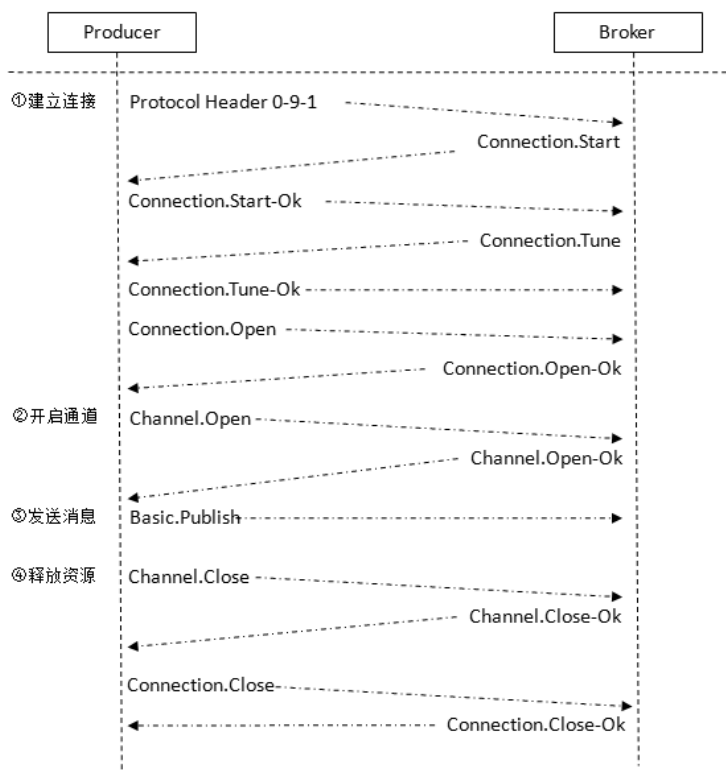 Producer
Broker
①建立连接
Protocol Header 0-9-1
Connection.Start
Connection.Start-Ok
Connection.Tune
Connection.Tune-Ok
Connection.Open
Connection.Open-Ok
②开启通道
Channel.Open
Channel.Open-Ok
③发送消息
Basic.Publish
④释放资源
Channel.Close
Channel.Close-Ok
Connection.Close
Connection.Close-Ok